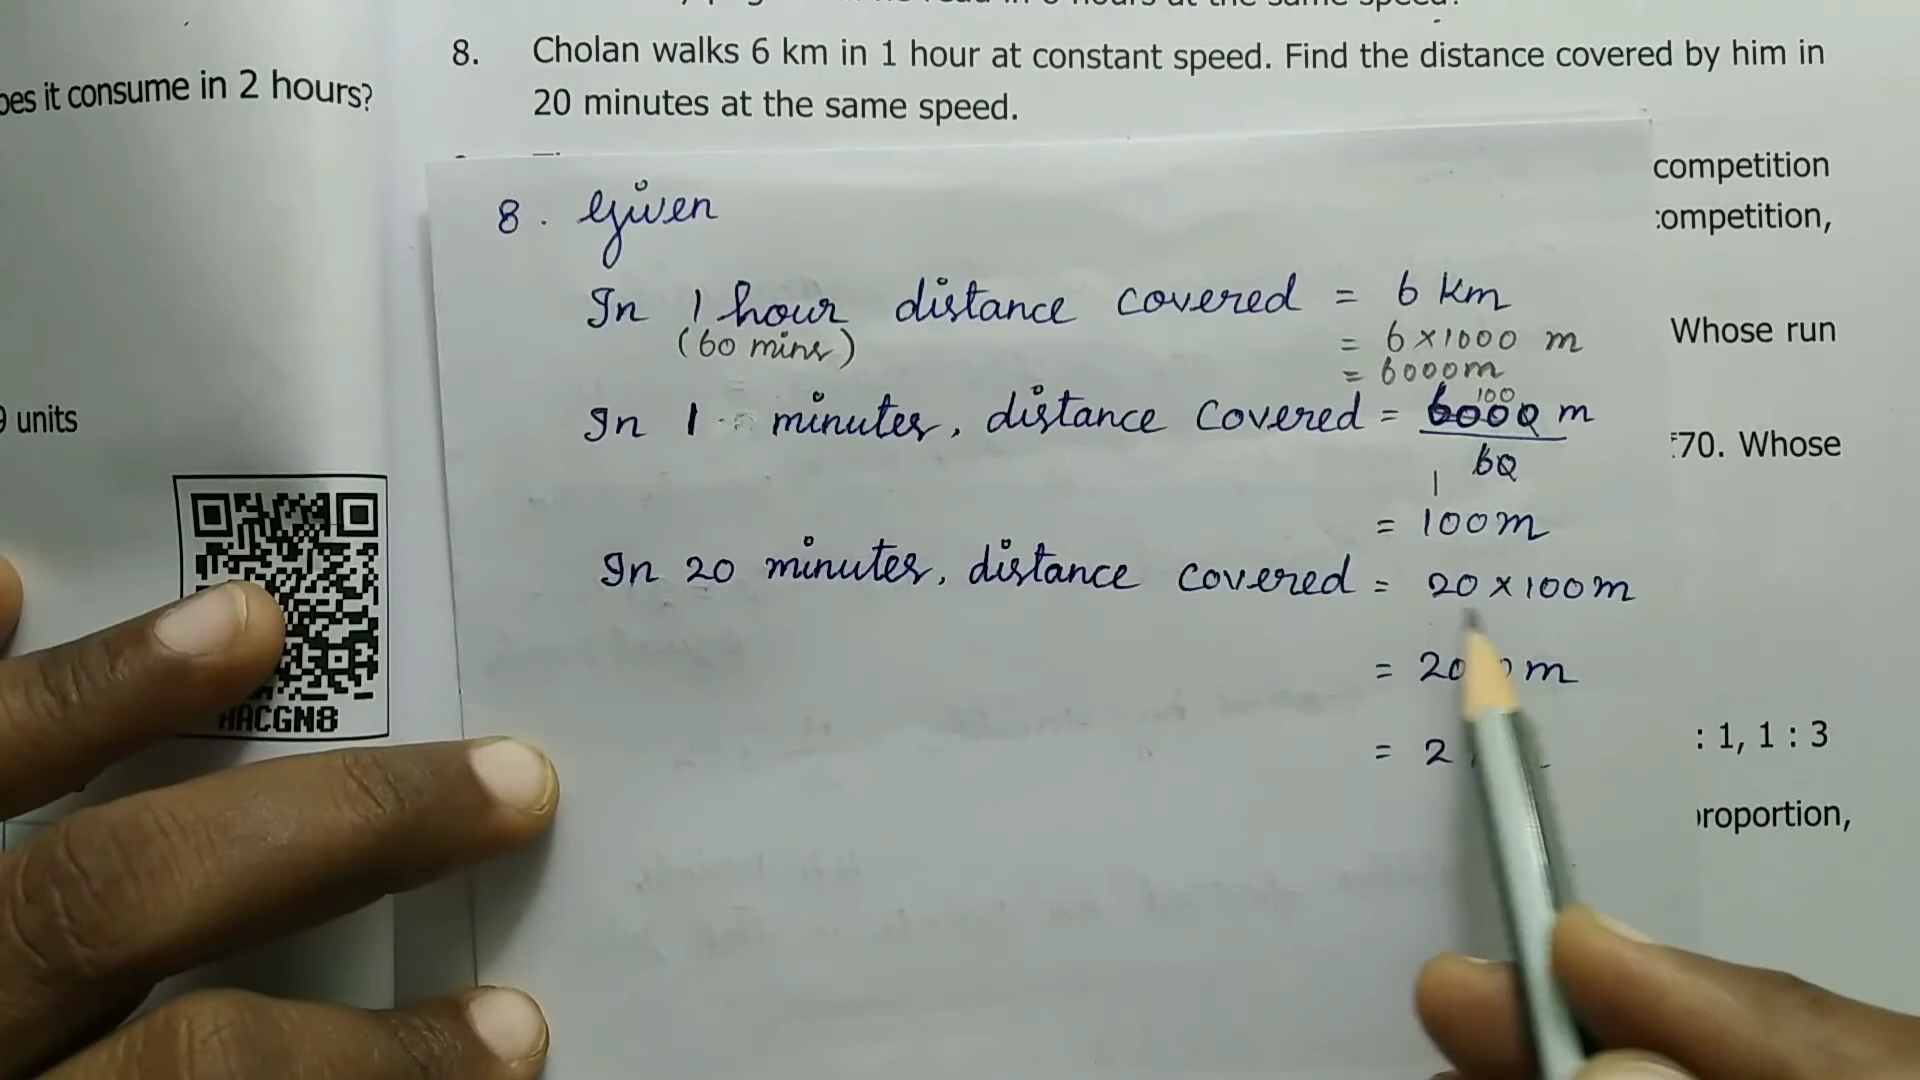 8. Cholan walks 6 km in 1 hour at constant speed. Find the distance covered by him in
20 minutes at the same speed.
it consume in 2 hours?
units
HACGN8
competition
competition,
Whose run
70. Whose
: 1, 1 : 3
proportion,
8. Given
In 1 hour distance covered = 6 km
(60 mins)
= 6×1000 m
= 6000m
In 1 minutes, distance covered = 6000 m
100
60
1
= 100m
In 20 minutes, distance covered = 20 × 100m
= m
= 2